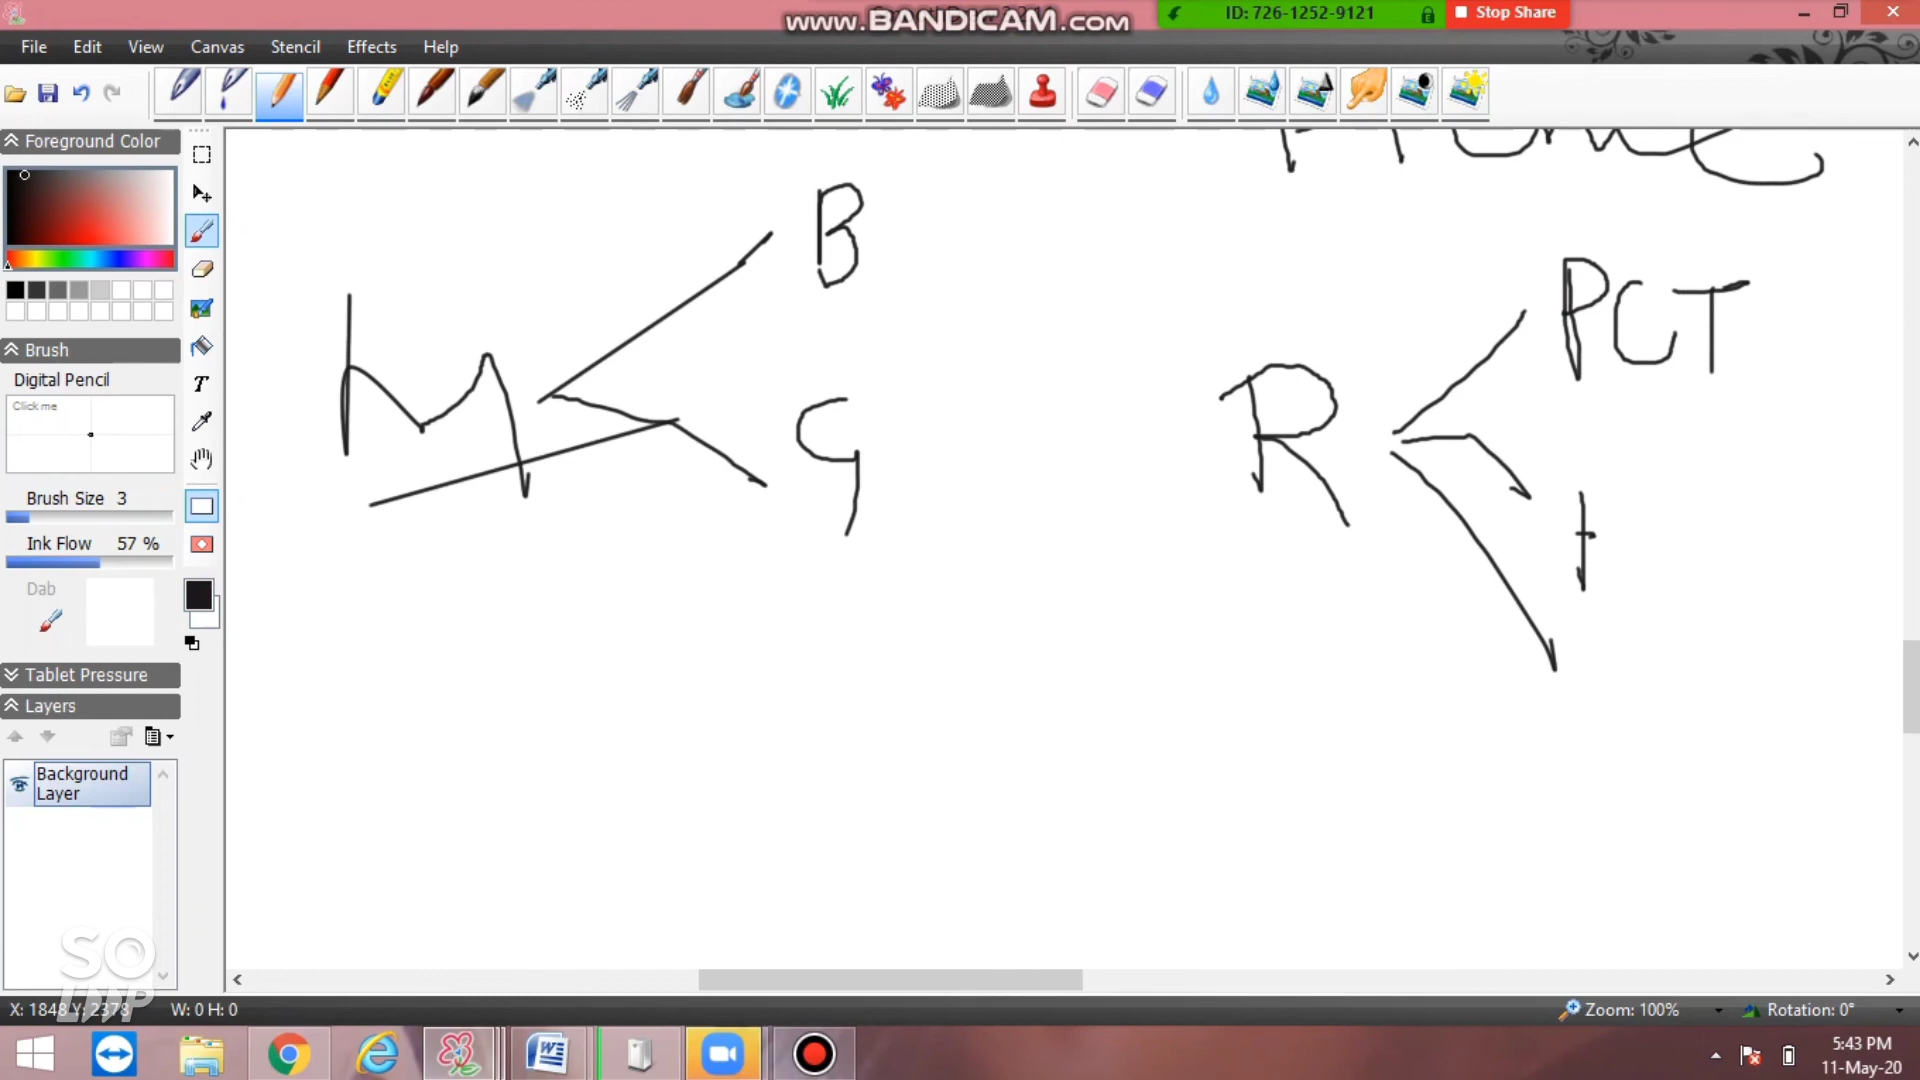 www.BANDICAM.com
ID: 726-1252-9121
Stop Share
File Edit View Canvas Stencil Effects Help
Foreground Color
Brush
Digital Pencil
Click me
Brush Size 3
Ink Flow 57 %
Dab
Tablet Pressure
Layers
Background
Layer
B
PCT
M
G
R
T
X: 1848 Y: 2378 W: 0 H: 0
Zoom: 100%
Rotation: 0°
5:43 PM
11-May-20